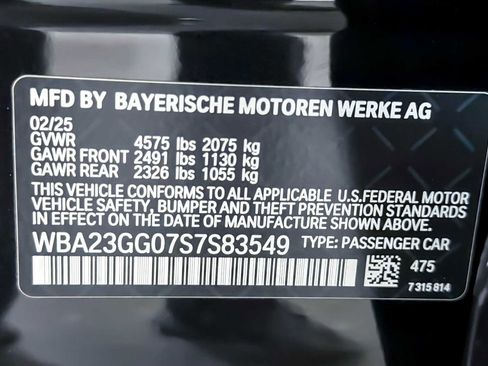 MFD BY BAYERISCHE MOTOREN WERKE AG
02/25
GVWR 4575 lbs 2075 kg
GAWR FRONT 2491 lbs 1130 kg
GAWR REAR 2326 lbs 1055 kg
THIS VEHICLE CONFORMS TO ALL APPLICABLE U.S.FEDERAL MOTOR
VEHICLE SAFETY, BUMPER AND THEFT PREVENTION STANDARDS IN
EFFECT ON THE DATE OF MANUFACTURE SHOWN ABOVE.
WBA23GG07S7S83549 TYPE: PASSENGER CAR
475
7 315 814